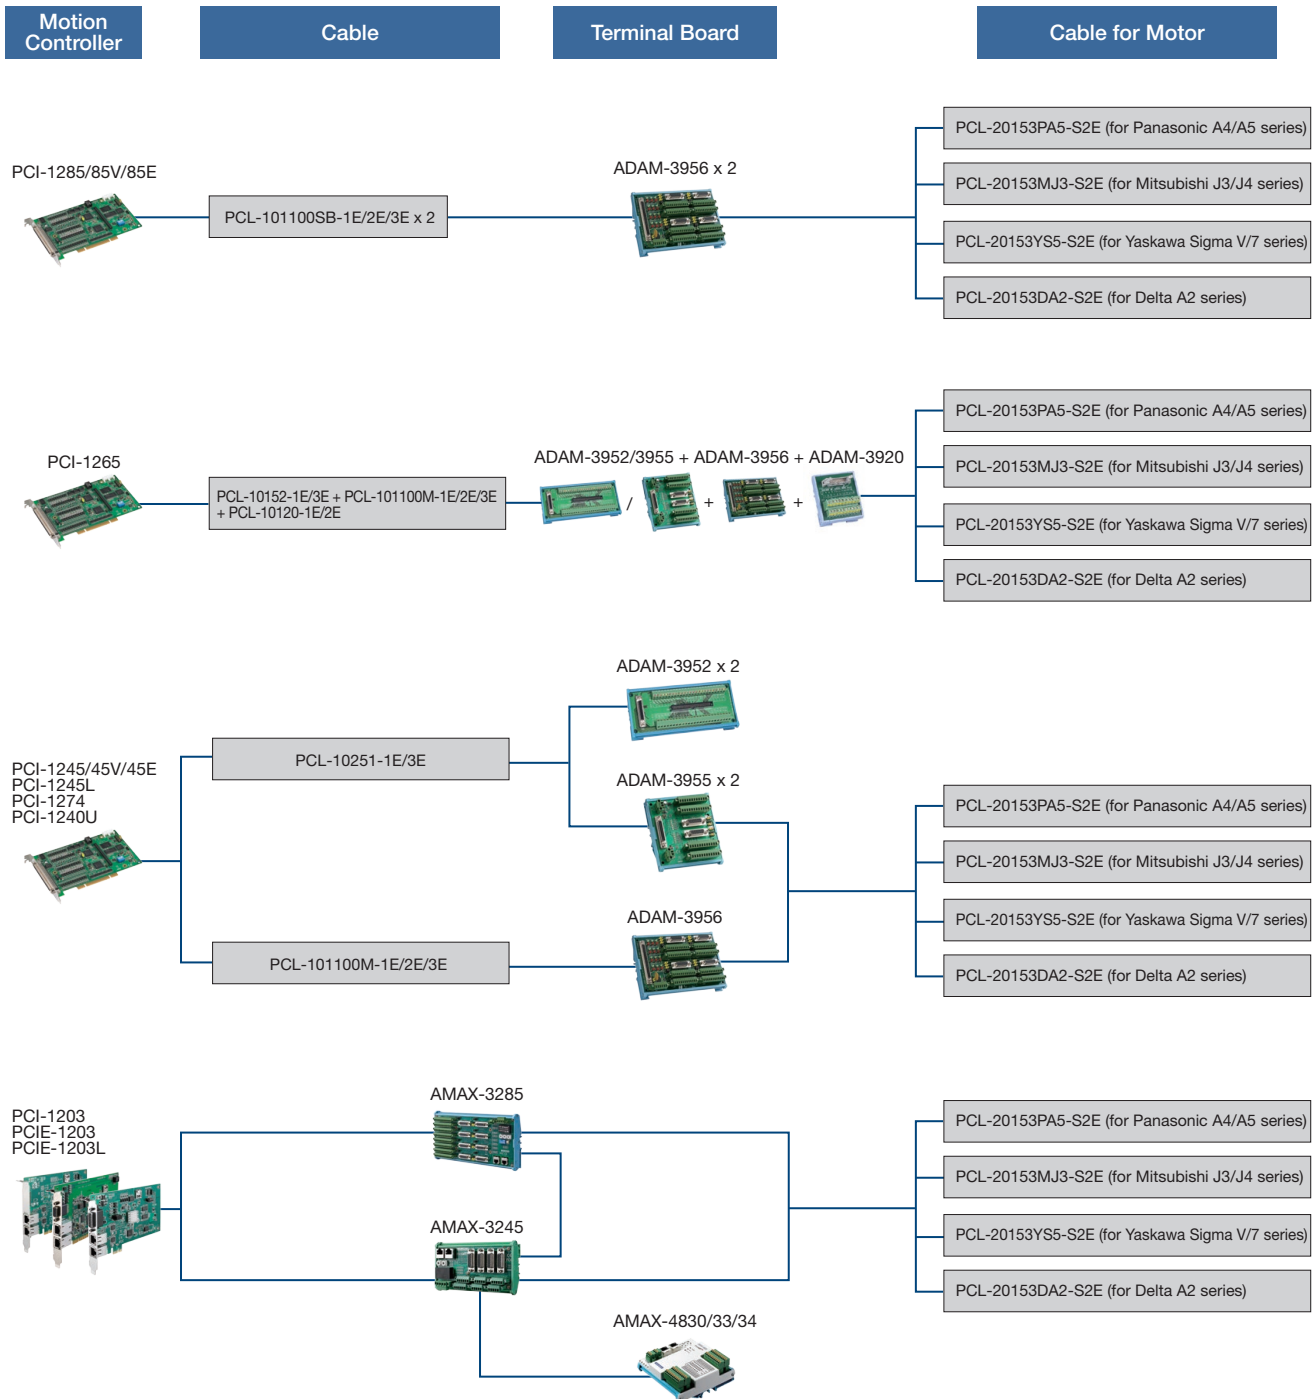 Motion
Controller
Cable
Terminal Board
Cable for Motor
PCI-1285/85V/85E
PCL-101100SB-1E/2E/3E x 2
ADAM-3956 x 2
PCL-20153PA5-S2E (for Panasonic A4/A5 series)
PCL-20153MJ3-S2E (for Mitsubishi J3/J4 series)
PCL-20153YS5-S2E (for Yaskawa Sigma V/7 series)
PCL-20153DA2-S2E (for Delta A2 series)
PCI-1265
PCL-10152-1E/3E + PCL-101100M-1E/2E/3E
+ PCL-10120-1E/2E
ADAM-3952/3955 + ADAM-3956 + ADAM-3920
/ + +
PCL-20153PA5-S2E (for Panasonic A4/A5 series)
PCL-20153MJ3-S2E (for Mitsubishi J3/J4 series)
PCL-20153YS5-S2E (for Yaskawa Sigma V/7 series)
PCL-20153DA2-S2E (for Delta A2 series)
PCI-1245/45V/45E
PCI-1245L
PCI-1274
PCI-1240U
PCL-10251-1E/3E
PCL-101100M-1E/2E/3E
ADAM-3952 x 2
ADAM-3955 x 2
ADAM-3956
PCL-20153PA5-S2E (for Panasonic A4/A5 series)
PCL-20153MJ3-S2E (for Mitsubishi J3/J4 series)
PCL-20153YS5-S2E (for Yaskawa Sigma V/7 series)
PCL-20153DA2-S2E (for Delta A2 series)
PCI-1203
PCIE-1203
PCIE-1203L
AMAX-3285
AMAX-3245
AMAX-4830/33/34
PCL-20153PA5-S2E (for Panasonic A4/A5 series)
PCL-20153MJ3-S2E (for Mitsubishi J3/J4 series)
PCL-20153YS5-S2E (for Yaskawa Sigma V/7 series)
PCL-20153DA2-S2E (for Delta A2 series)